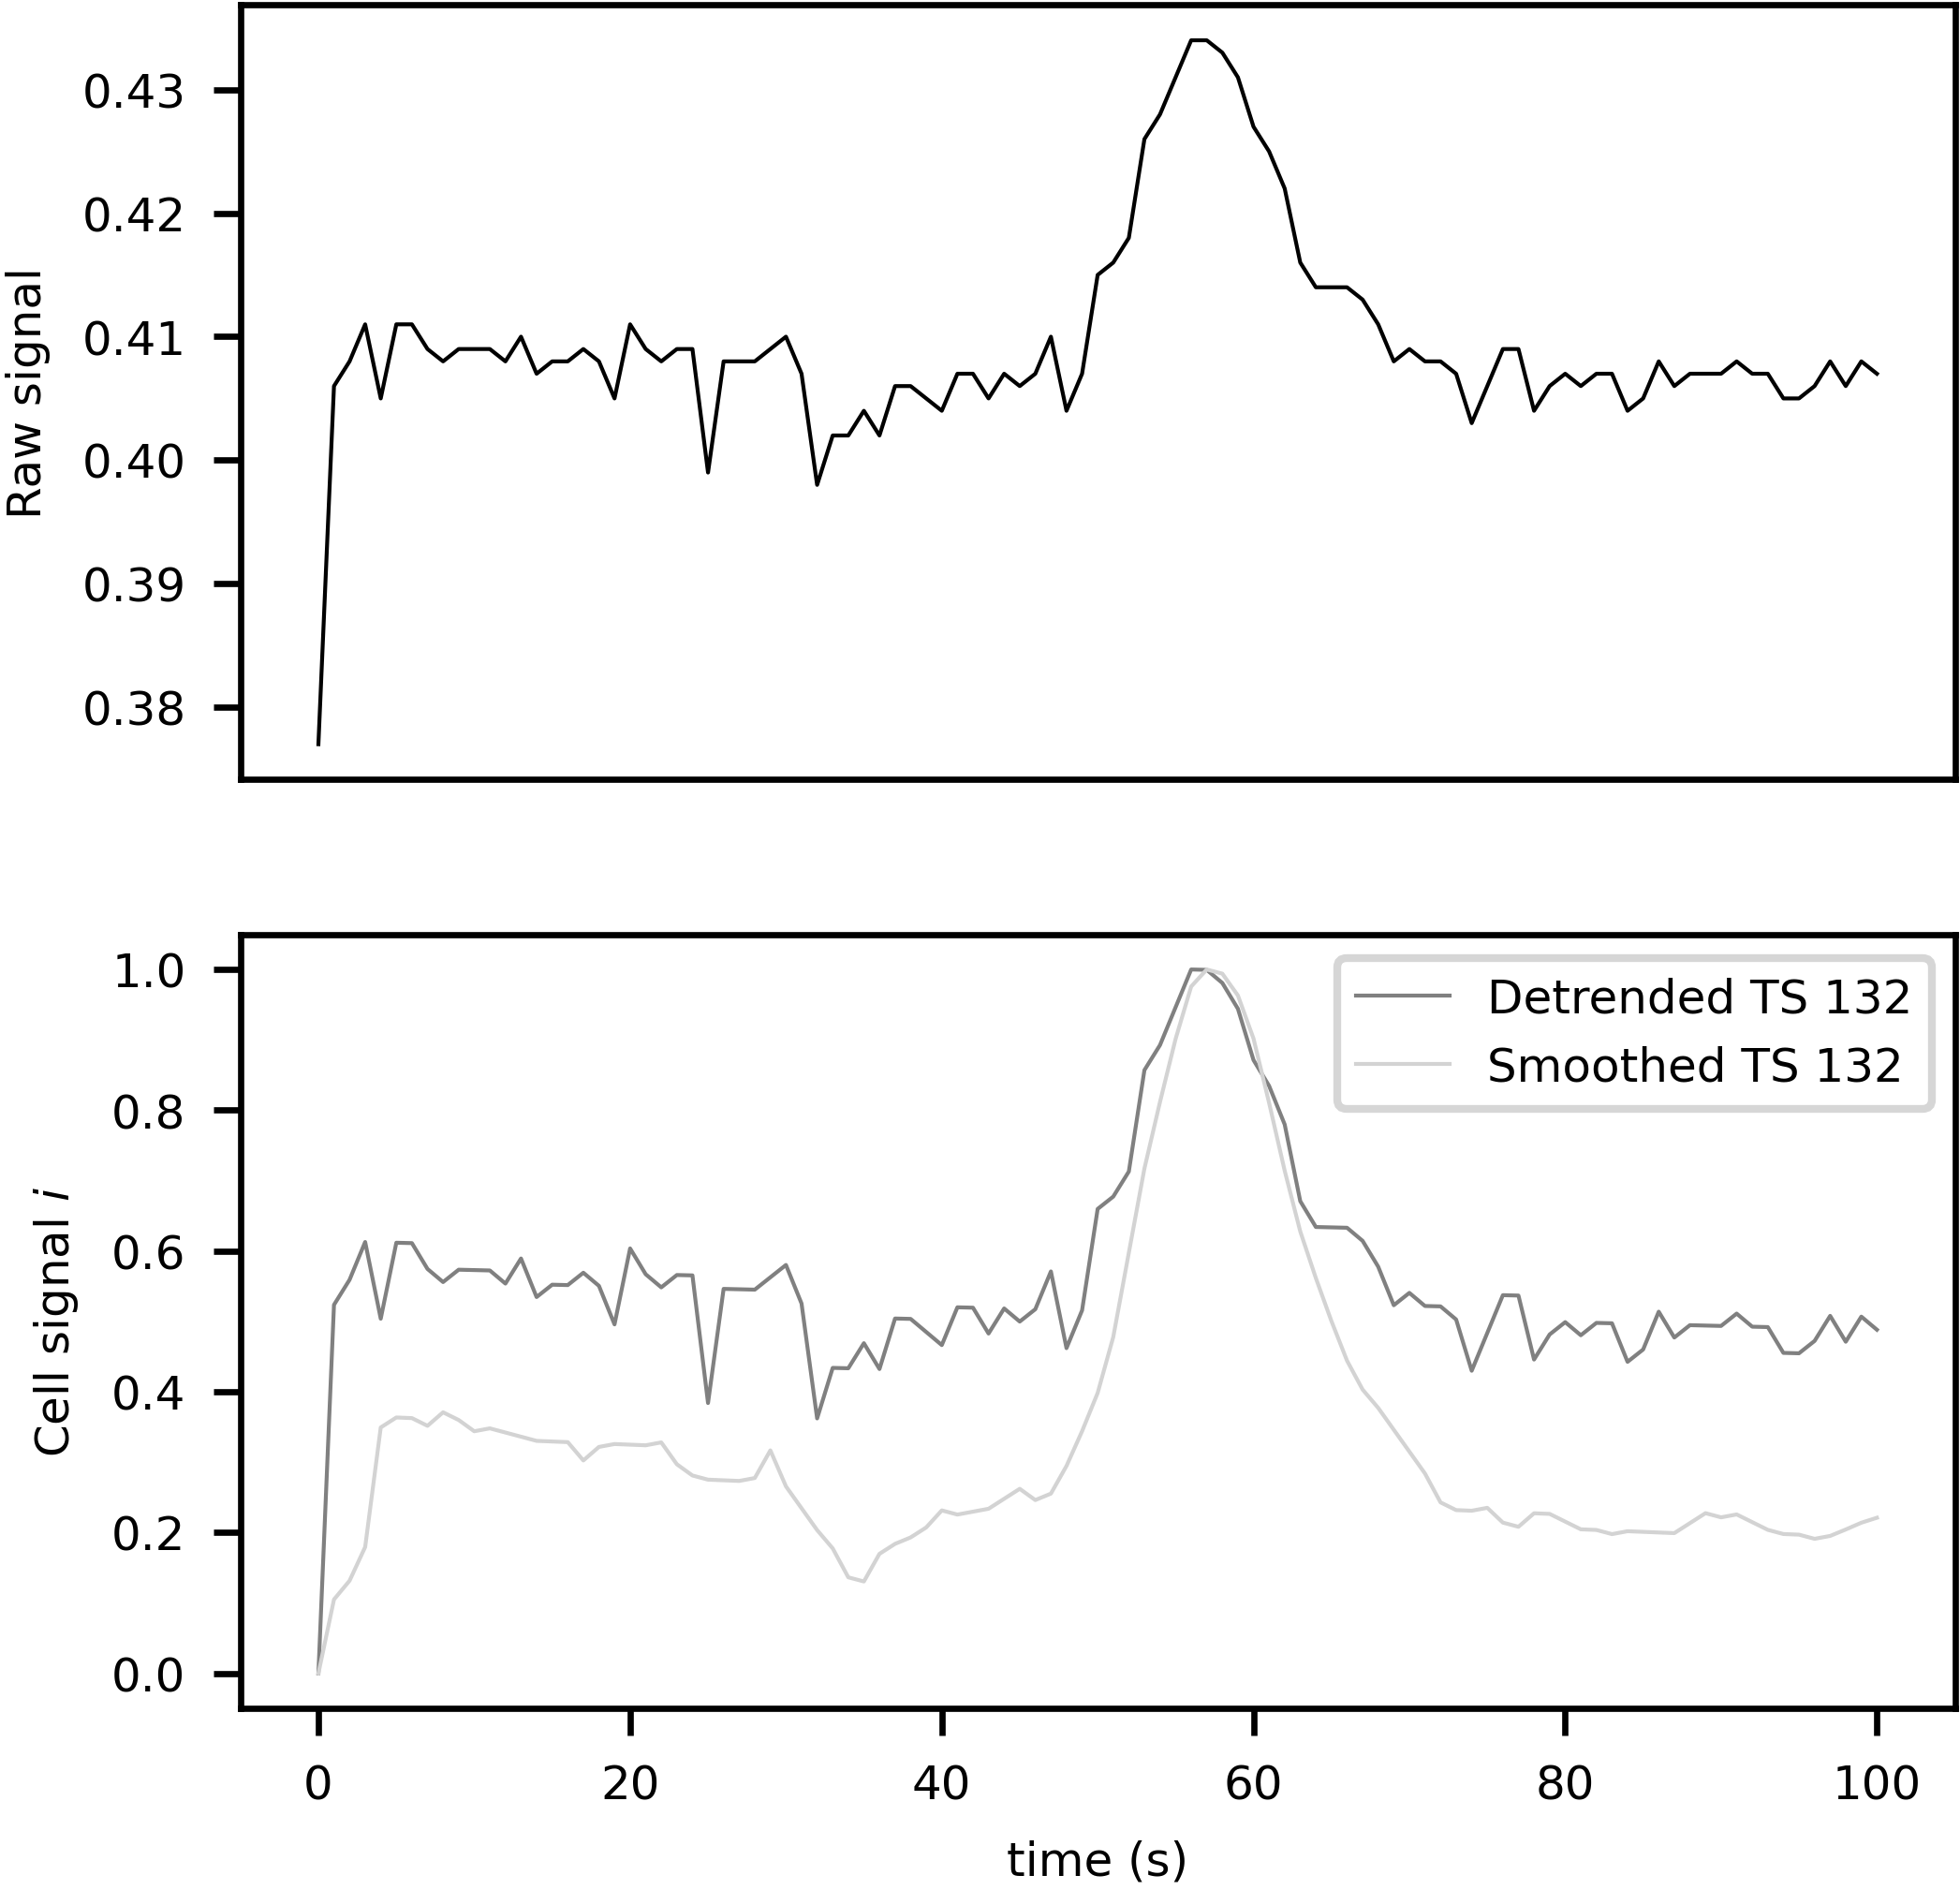 Raw signal
0.43
0.42
0.41
0.40
0.39
0.38
Cell signal i
1.0
0.8
0.6
0.4
0.2
0.0
Detrended TS 132
Smoothed TS 132
0 20 40 60 80 100
time (s)